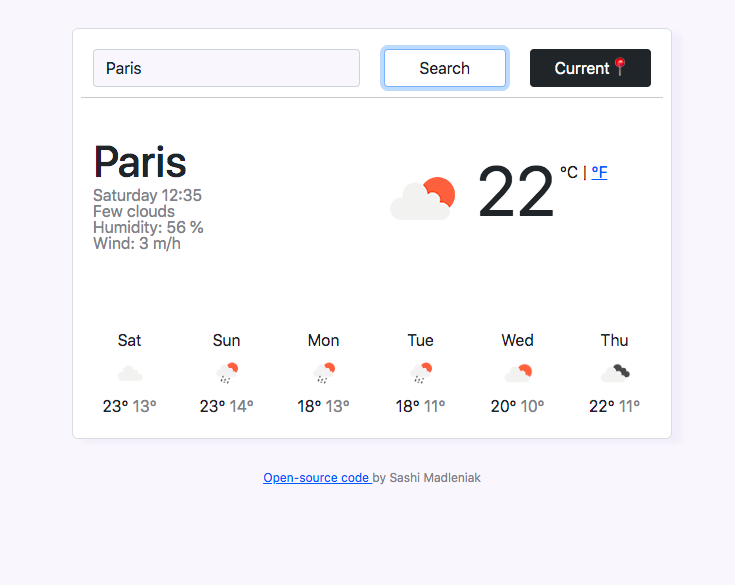 Paris Search Current
Paris
22 °C | °F
Saturday 12:35
Few clouds
Humidity: 56 %
Wind: 3 m/h
Sat Sun Mon Tue Wed Thu
23° 13° 23° 14° 18° 13° 18° 11° 20° 10° 22° 11°
Open-source code by Sashi Madleniak